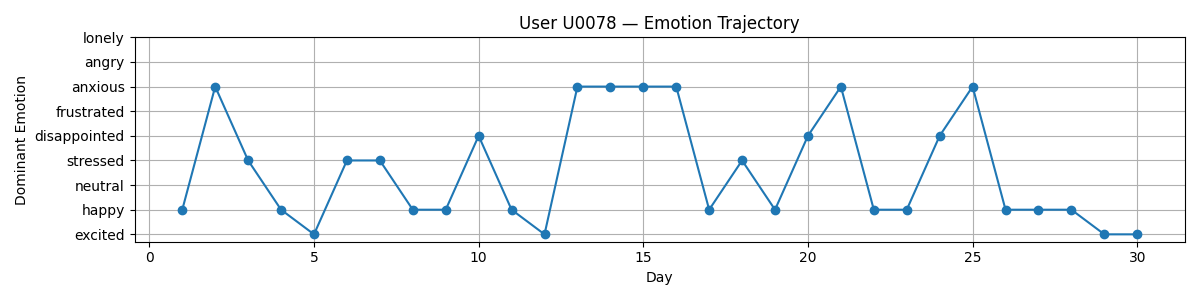 User U0078 — Emotion Trajectory
Dominant Emotion
lonely
angry
anxious
frustrated
disappointed
stressed
neutral
happy
excited
0 5 10 15 20 25 30
Day